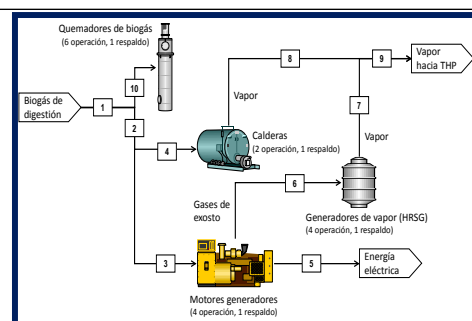 Quemadores de biogás
(6 operación, 1 respaldo)
8
9
Vapor
hacia THP
10
Biogás de
digestión
1
Vapor
7
2
Calderas
(2 operación, 1 respaldo)
Vapor
4
6
Gases de
exosto
Generadores de vapor (HRSG)
(4 operación, 1 respaldo)
3
5
Energía
eléctrica
Motores generadores
(4 operación, 1 respaldo)